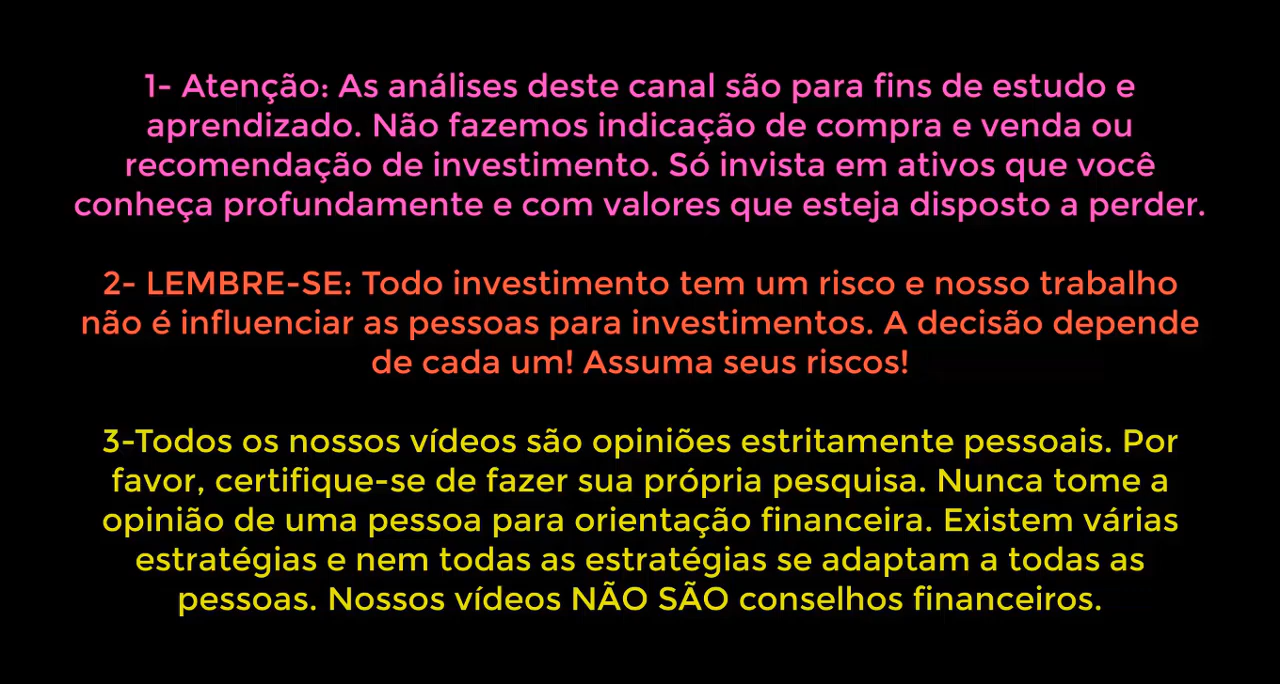 1- Atenção: As análises deste canal são para fins de estudo e
aprendizado. Não fazemos indicação de compra e venda ou
recomendação de investimento. Só invista em ativos que você
conheça profundamente e com valores que esteja disposto a perder.
2- LEMBRE-SE: Todo investimento tem um risco e nosso trabalho
não é influenciar as pessoas para investimentos. A decisão depende
de cada um! Assuma seus riscos!
3-Todos os nossos vídeos são opiniões estritamente pessoais. Por
favor, certifique-se de fazer sua própria pesquisa. Nunca tome a
opinião de uma pessoa para orientação financeira. Existem várias
estratégias e nem todas as estratégias se adaptam a todas as
pessoas. Nossos vídeos NÃO SÃO conselhos financeiros.